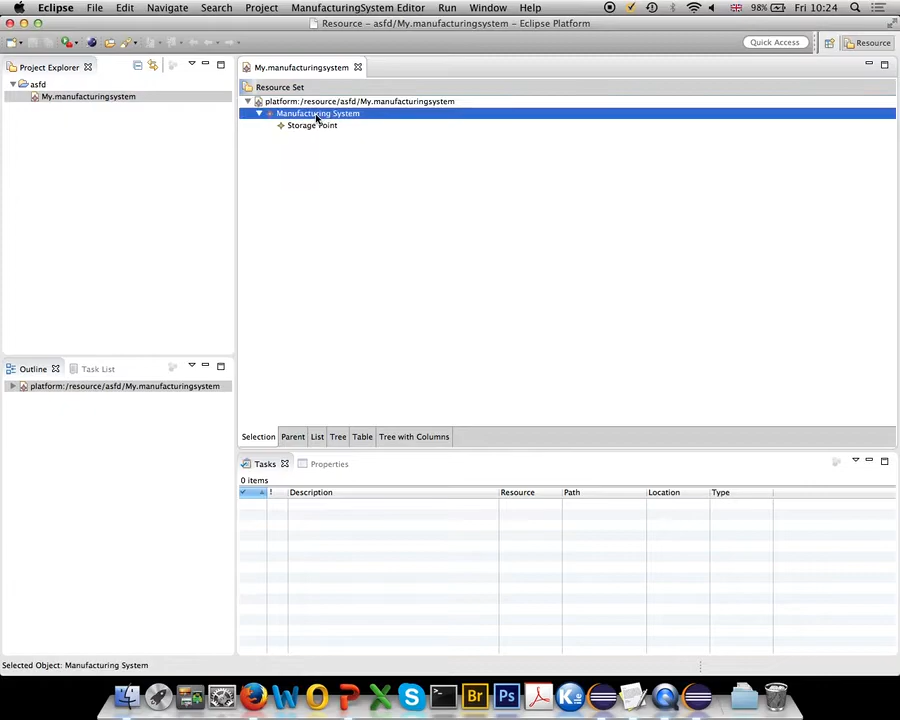 Eclipse File Edit Navigate Search Project ManufacturingSystem Editor Run Window Help 98% Fri 10:24
Resource – asfd/My.manufacturingsystem – Eclipse Platform
Quick Access Resource
Project Explorer
asfd
My.manufacturingsystem
My.manufacturingsystem
Resource Set
platform:/resource/asfd/My.manufacturingsystem
Manufacturing System
Storage Point
Outline Task List
platform:/resource/asfd/My.manufacturingsystem
Selection Parent List Tree Table Tree with Columns
Tasks Properties
0 items
! Description Resource Path Location Type
Selected Object: Manufacturing System
W O P X S Br Ps K